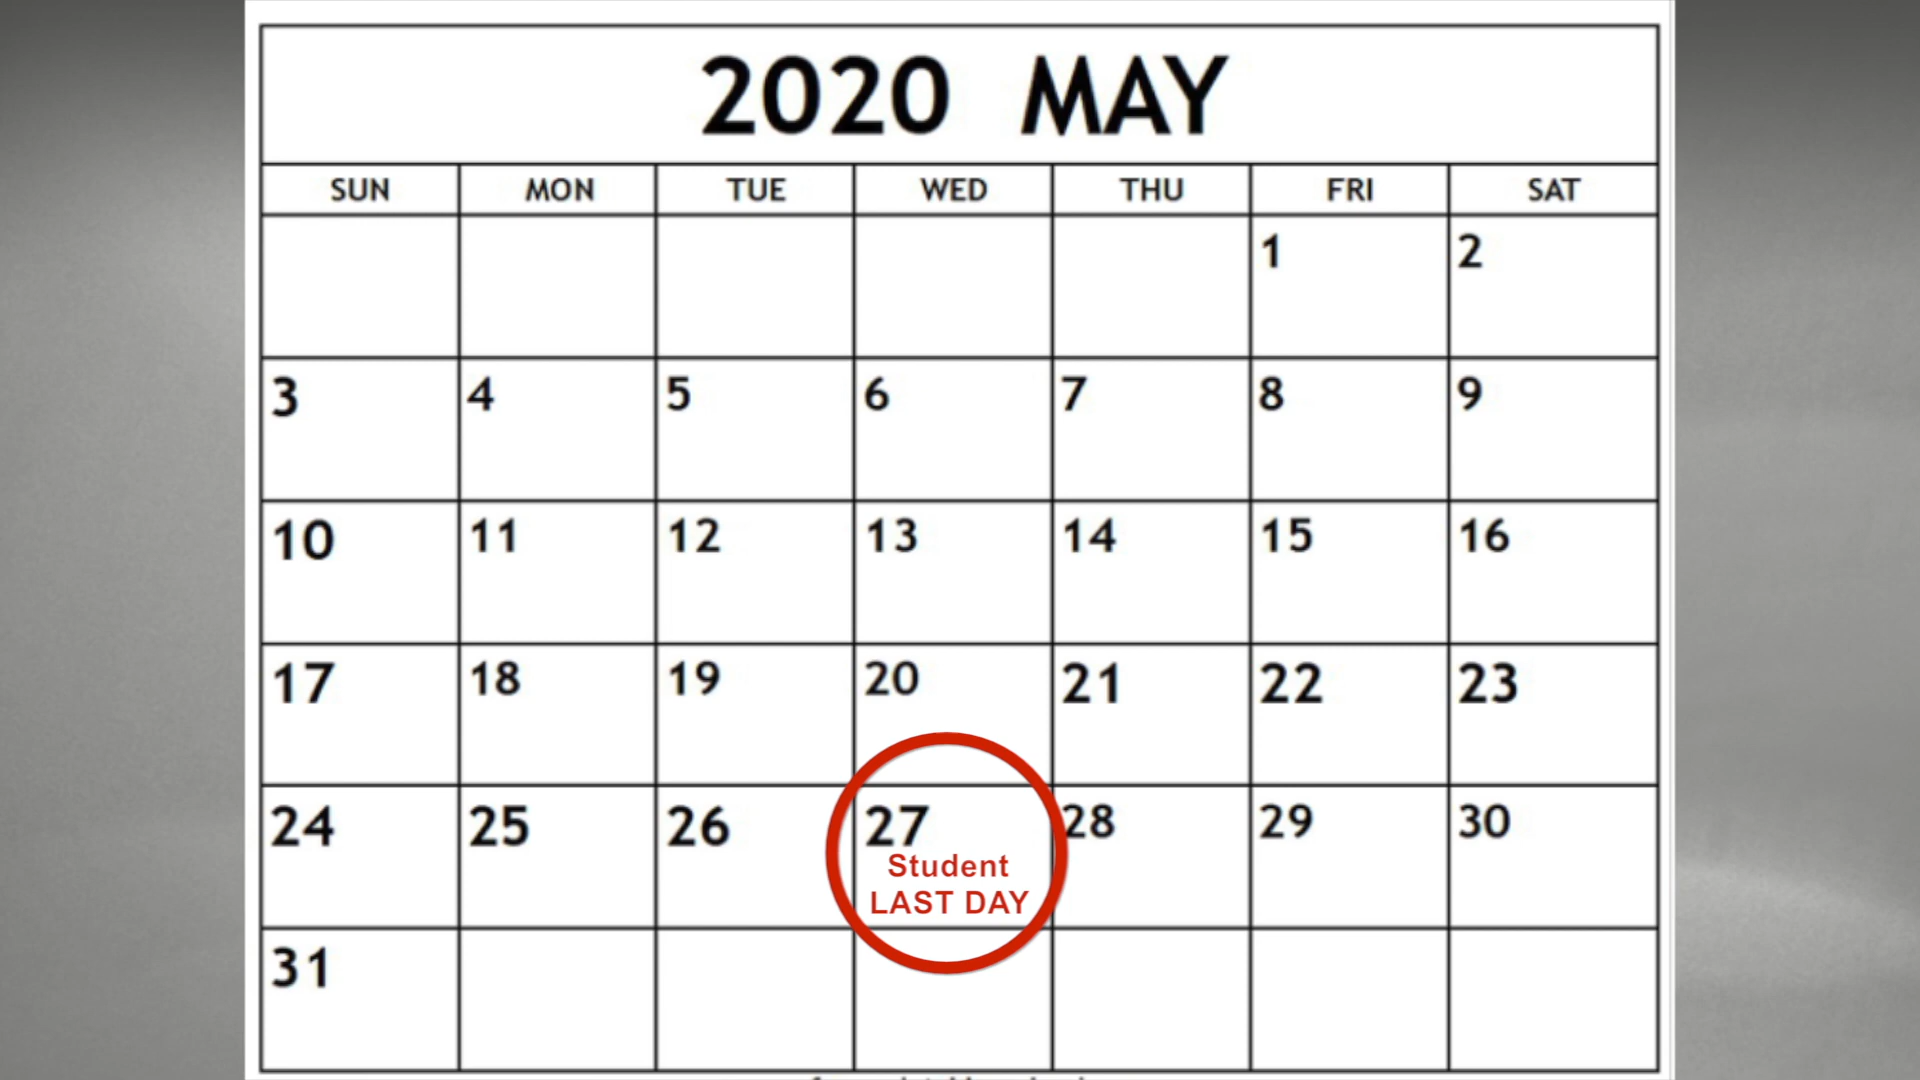 2020 MAY
SUN MON TUE WED THU FRI SAT
1 2
3 4 5 6 7 8 9
10 11 12 13 14 15 16
17 18 19 20 21 22 23
24 25 26 27 28 29 30
Student
LAST DAY
31